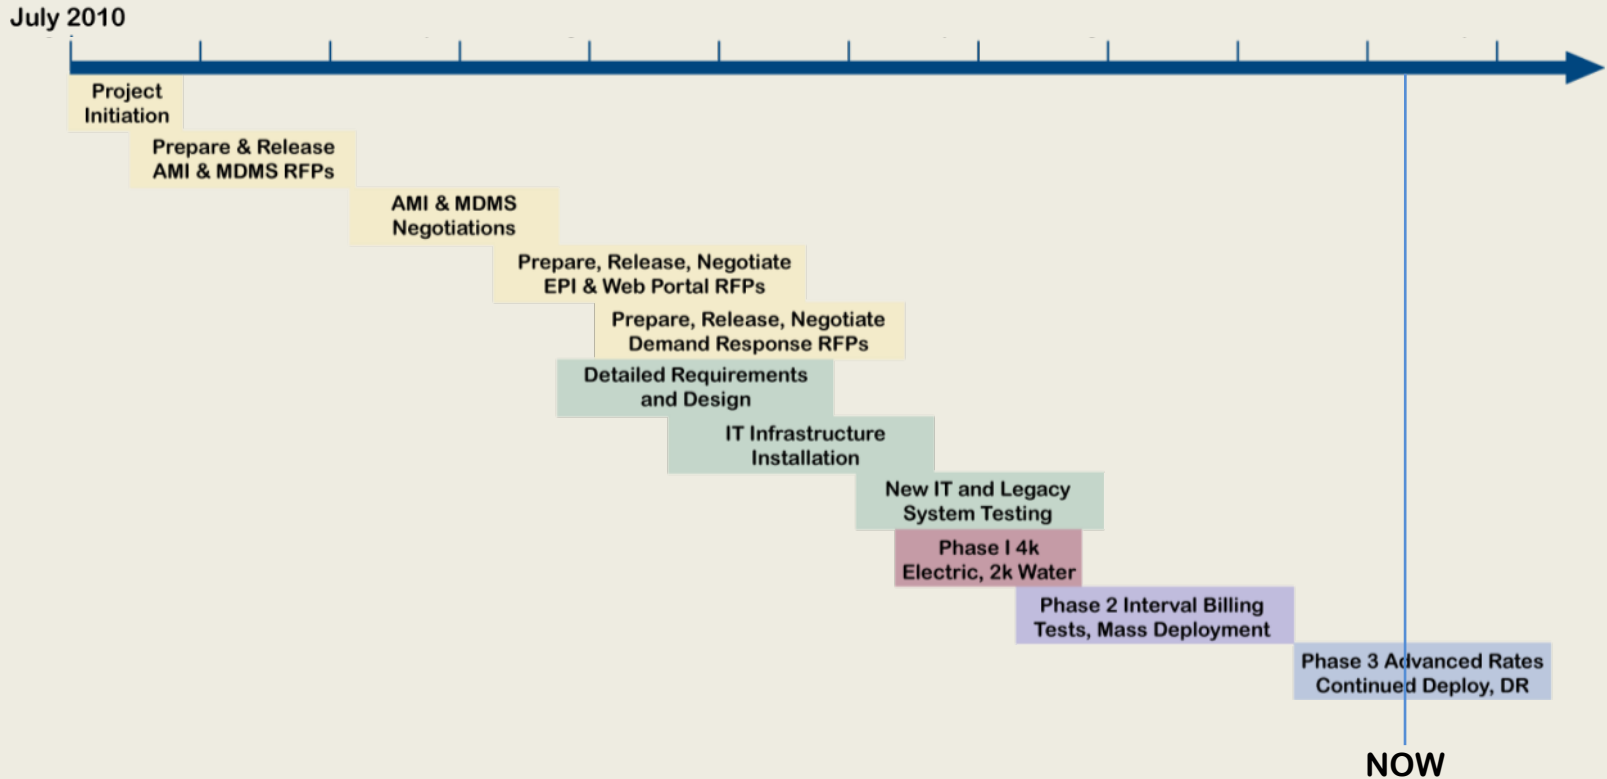 July 2010
Project
Initiation
Prepare & Release
AMI & MDMS RFPs
AMI & MDMS
Negotiations
Prepare, Release, Negotiate
EPI & Web Portal RFPs
Prepare, Release, Negotiate
Demand Response RFPs
Detailed Requirements
and Design
IT Infrastructure
Installation
New IT and Legacy
System Testing
Phase I 4k
Electric, 2k Water
Phase 2 Interval Billing
Tests, Mass Deployment
Phase 3 Advanced Rates
Continued Deploy, DR
NOW